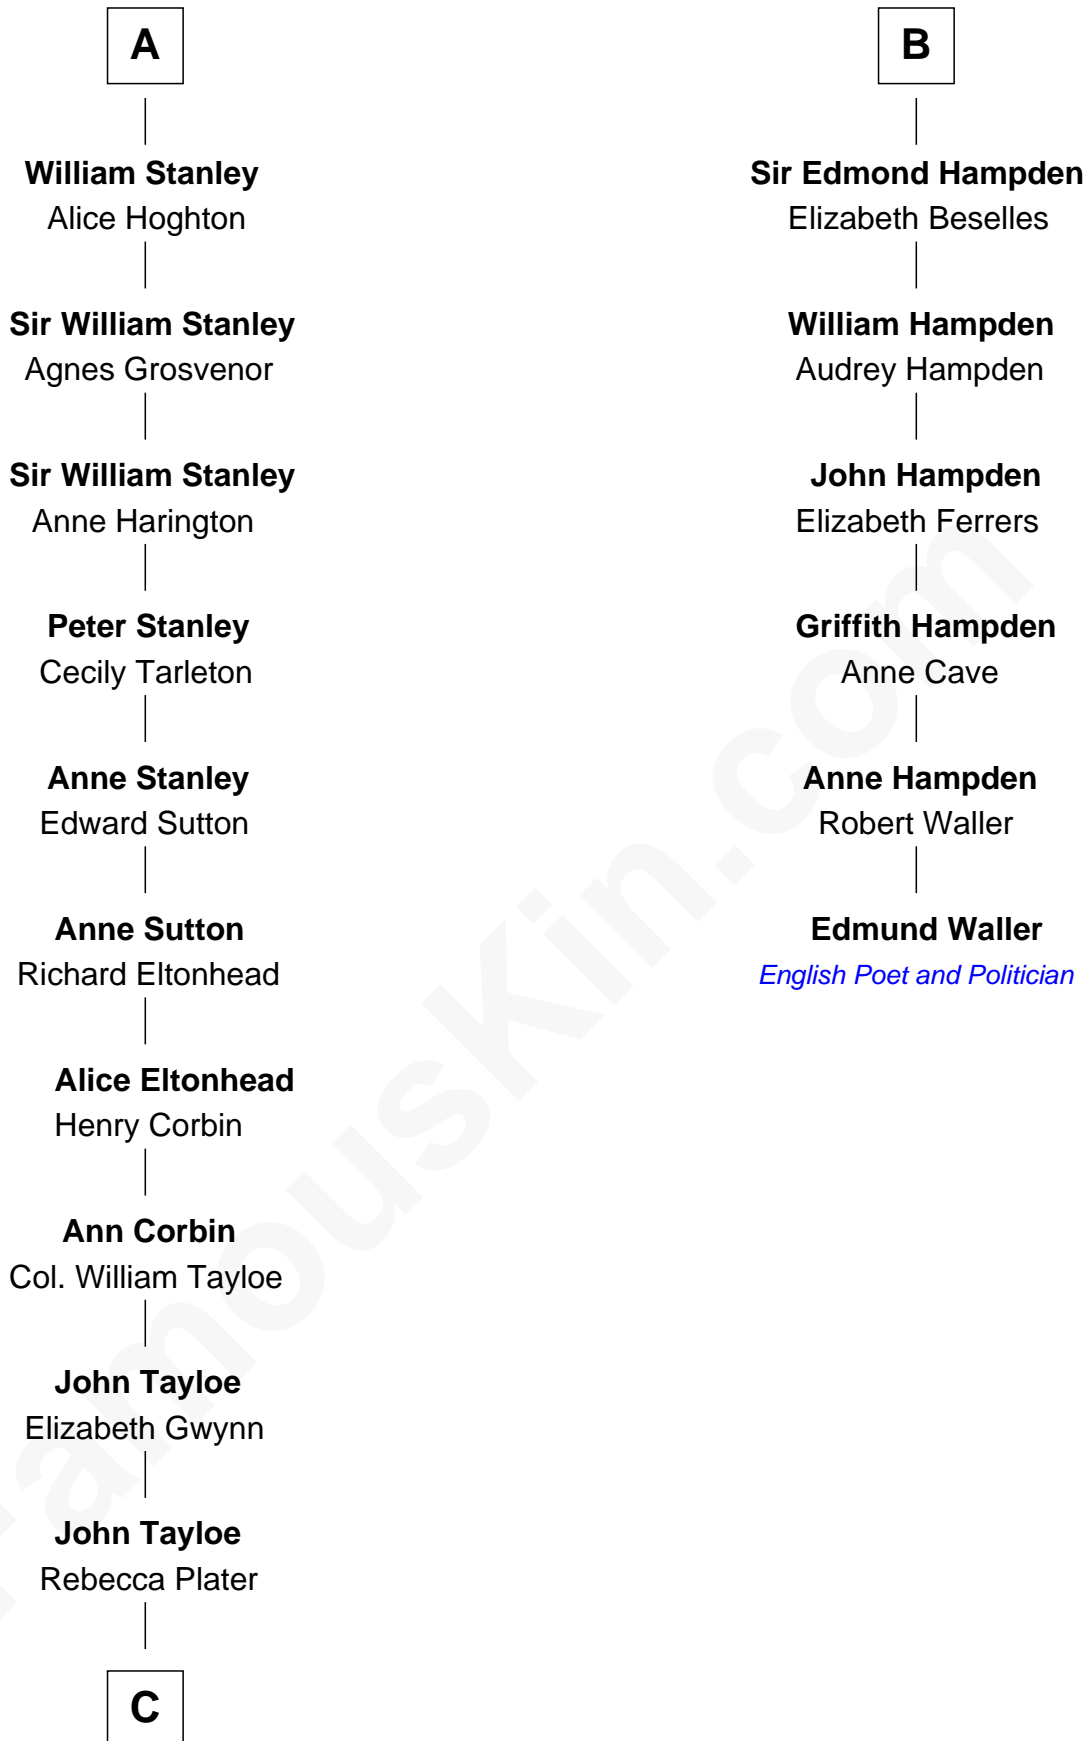 A
William Stanley
Alice Hoghton
Sir William Stanley
Agnes Grosvenor
Sir William Stanley
Anne Harington
Peter Stanley
Cecily Tarleton
Anne Stanley
Edward Sutton
Anne Sutton
Richard Eltonhead
Alice Eltonhead
Henry Corbin
Ann Corbin
Col. William Tayloe
John Tayloe
Elizabeth Gwynn
John Tayloe
Rebecca Plater
C
B
Sir Edmond Hampden
Elizabeth Beselles
William Hampden
Audrey Hampden
John Hampden
Elizabeth Ferrers
Griffith Hampden
Anne Cave
Anne Hampden
Robert Waller
Edmund Waller
English Poet and Politician
FamousKin.com